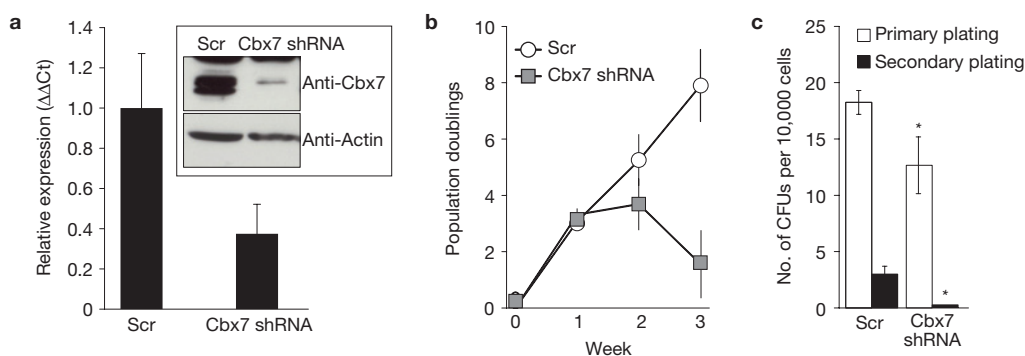 a
Relative expression (ΔΔCt)
1.4
1.2
1.0
0.8
0.6
0.4
0.2
0
Scr
Cbx7 shRNA
Scr Cbx7 shRNA
Anti-Cbx7
Anti-Actin
b
Population doublings
10
8
6
4
2
0
Scr
Cbx7 shRNA
0 1 2 3
Week
c
No. of CFUs per 10,000 cells
25
20
15
10
5
0
Primary plating
Secondary plating
*
*
Scr
Cbx7
shRNA